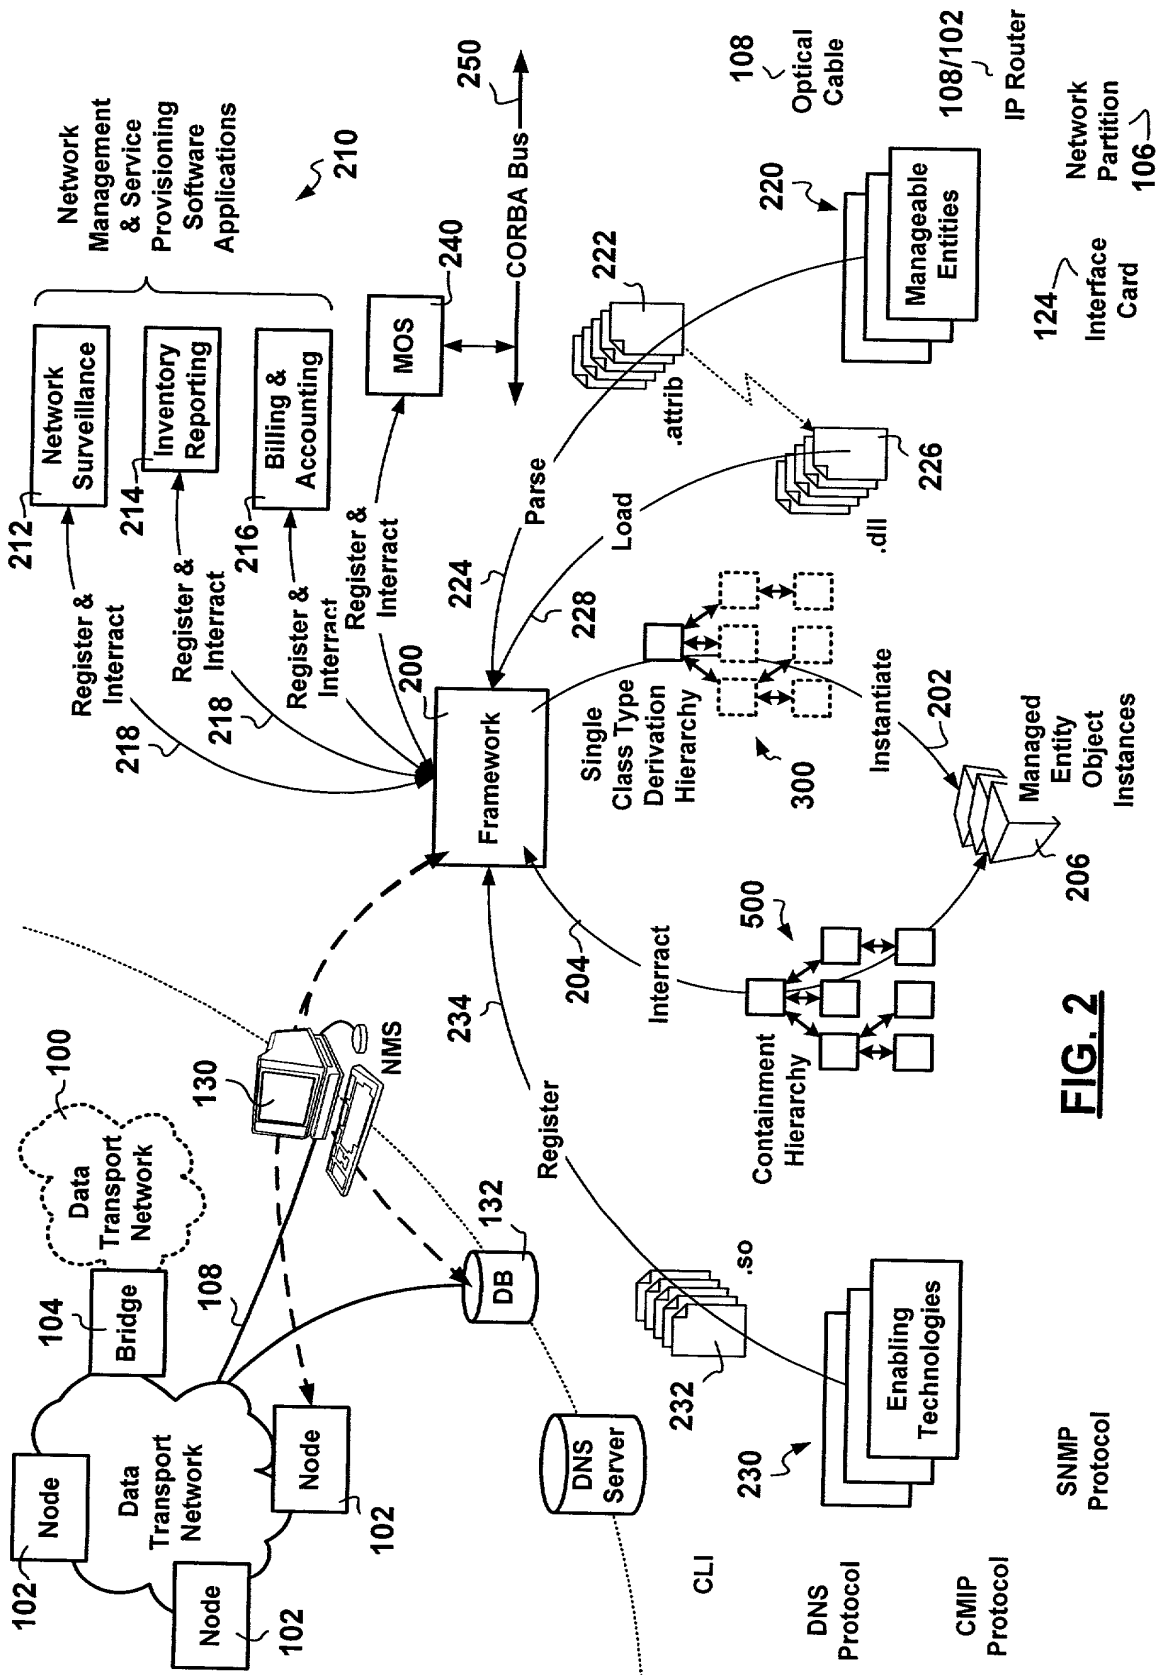 100
Data
Transport
Network
104
Bridge
102
Node
Data
Transport
Network
Node
102
Node
102
108
130
NMS
DB
132
DNS
Server
212
Network
Surveillance
214
Inventory
Reporting
216
Billing &
Accounting
Network
Management
& Service
Provisioning
Software
Applications
210
Register &
Interract
218
Register &
Interract
218
Register &
Interract
Register &
Interract
MOS
240
CORBA Bus
250
200
Framework
234
Register
204
Interract
224
Parse
228
Load
222
.attrib
226
.dll
220
Manageable
Entities
108
Optical
Cable
108/102
IP Router
Network
Partition
106
124
Interface
Card
Single
Class Type
Derivation
Hierarchy
300
Instantiate
202
Managed
Entity
Object
Instances
206
500
Containment
Hierarchy
232
.so
230
Enabling
Technologies
CLI
DNS
Protocol
CMIP
Protocol
SNMP
Protocol
FIG. 2